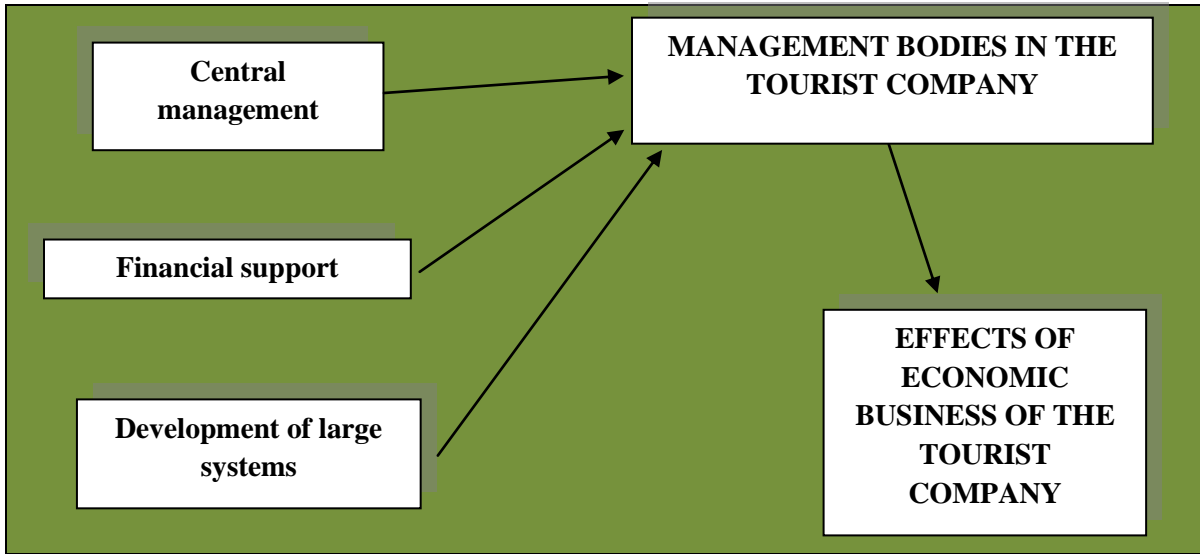 Central
management
MANAGEMENT BODIES IN THE
TOURIST COMPANY
Financial support
Development of large
systems
EFFECTS OF
ECONOMIC
BUSINESS OF THE
TOURIST
COMPANY